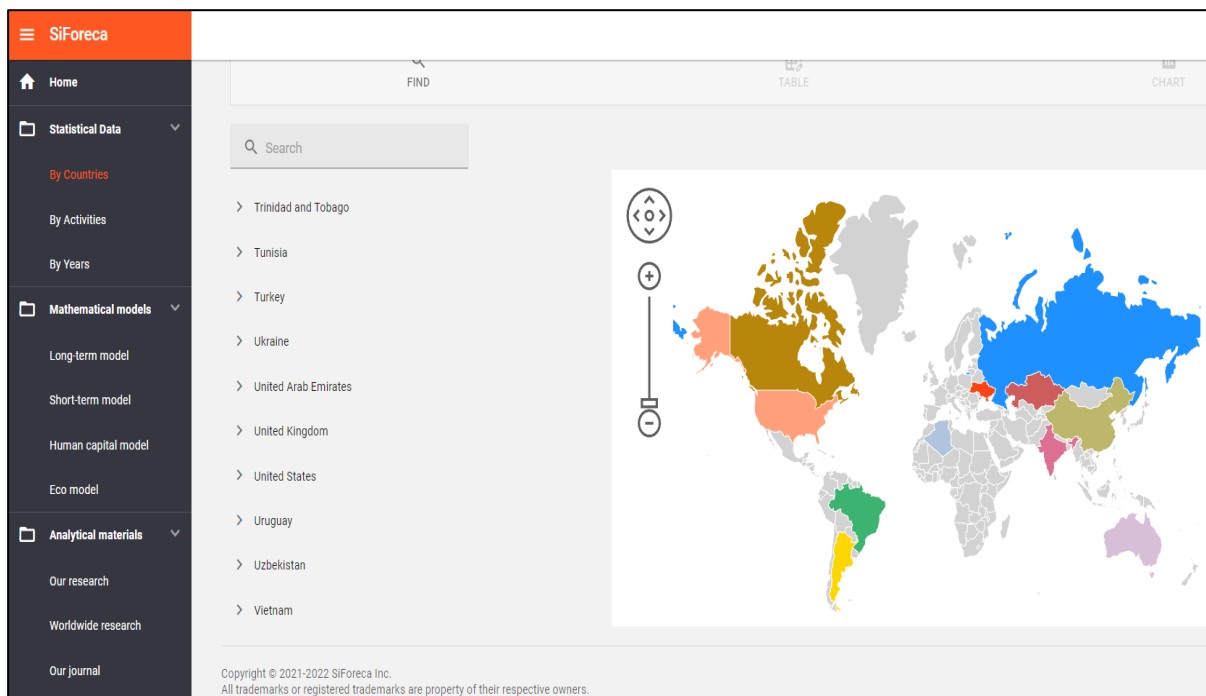 SiForeca
Home
Statistical Data
By Countries
By Activities
By Years
Mathematical models
Long-term model
Short-term model
Human capital model
Eco model
Analytical materials
Our research
Worldwide research
Our journal
FIND
TABLE
CHART
Search
Trinidad and Tobago
Tunisia
Turkey
Ukraine
United Arab Emirates
United Kingdom
United States
Uruguay
Uzbekistan
Vietnam
Copyright © 2021-2022 SiForeca Inc.
All trademarks or registered trademarks are property of their respective owners.